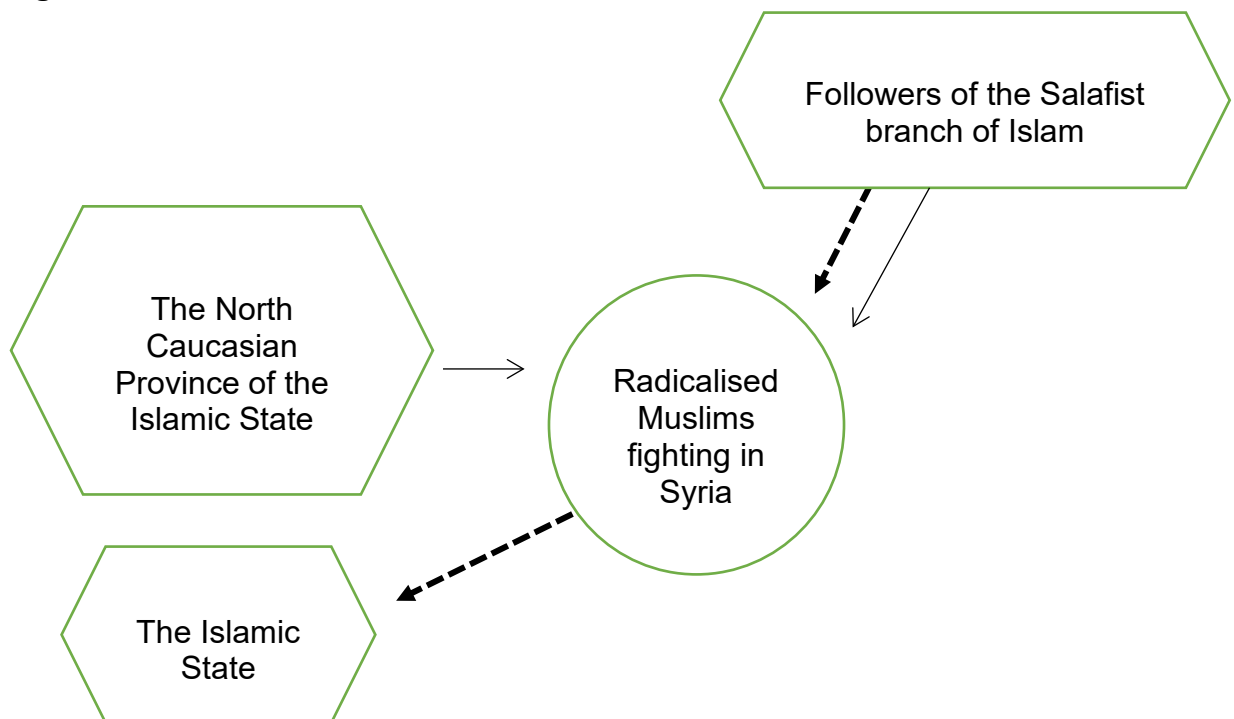 Followers of the Salafist
branch of Islam
The North
Caucasian
Province of the
Islamic State
Radicalised
Muslims
fighting in
Syria
The Islamic
State